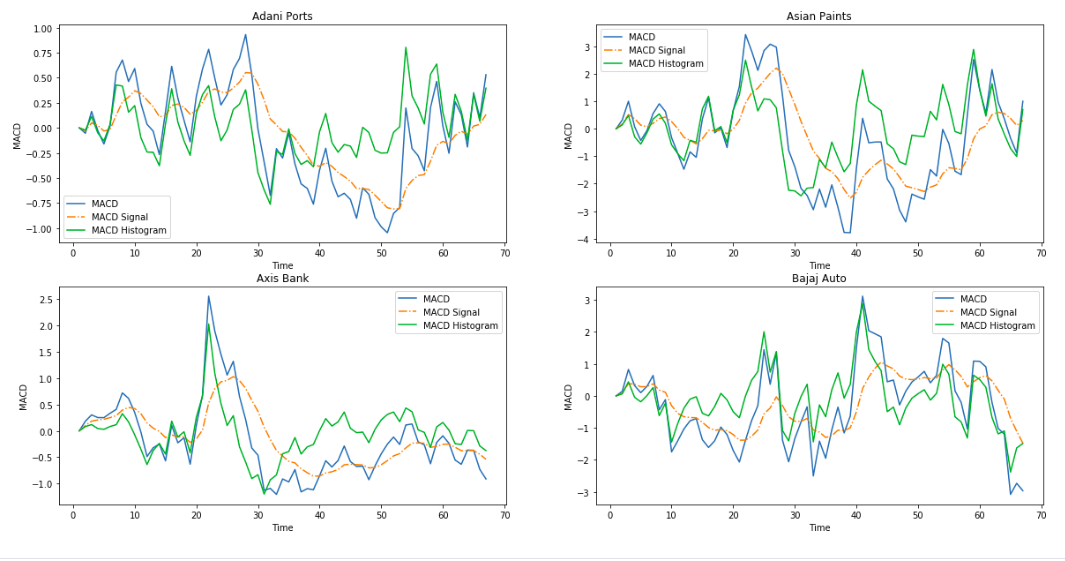 Adani Ports
1.00
0.75
0.50
0.25
0.00
−0.25
−0.50
−0.75
−1.00
MACD
MACD
MACD Signal
MACD Histogram
0 10 20 30 40 50 60 70
Time
Asian Paints
3
2
1
0
−1
−2
−3
−4
MACD
MACD
MACD Signal
MACD Histogram
0 10 20 30 40 50 60 70
Time
Axis Bank
2.5
2.0
1.5
1.0
0.5
0.0
−0.5
−1.0
MACD
MACD
MACD Signal
MACD Histogram
0 10 20 30 40 50 60 70
Time
Bajaj Auto
3
2
1
0
−1
−2
−3
MACD
MACD
MACD Signal
MACD Histogram
0 10 20 30 40 50 60 70
Time